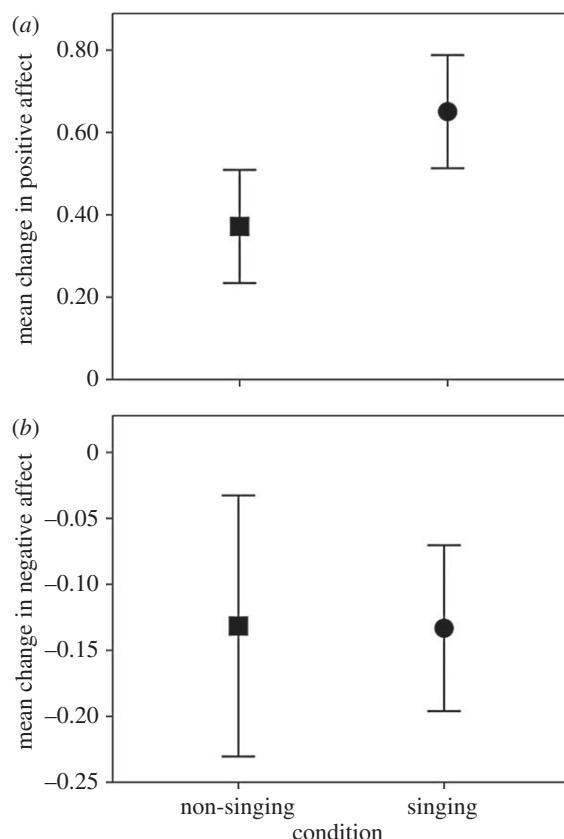 (a)
mean change in positive affect
0.80
0.60
0.40
0.20
0
(b)
mean change in negative affect
0
–0.05
–0.10
–0.15
–0.20
–0.25
non-singing
singing
condition